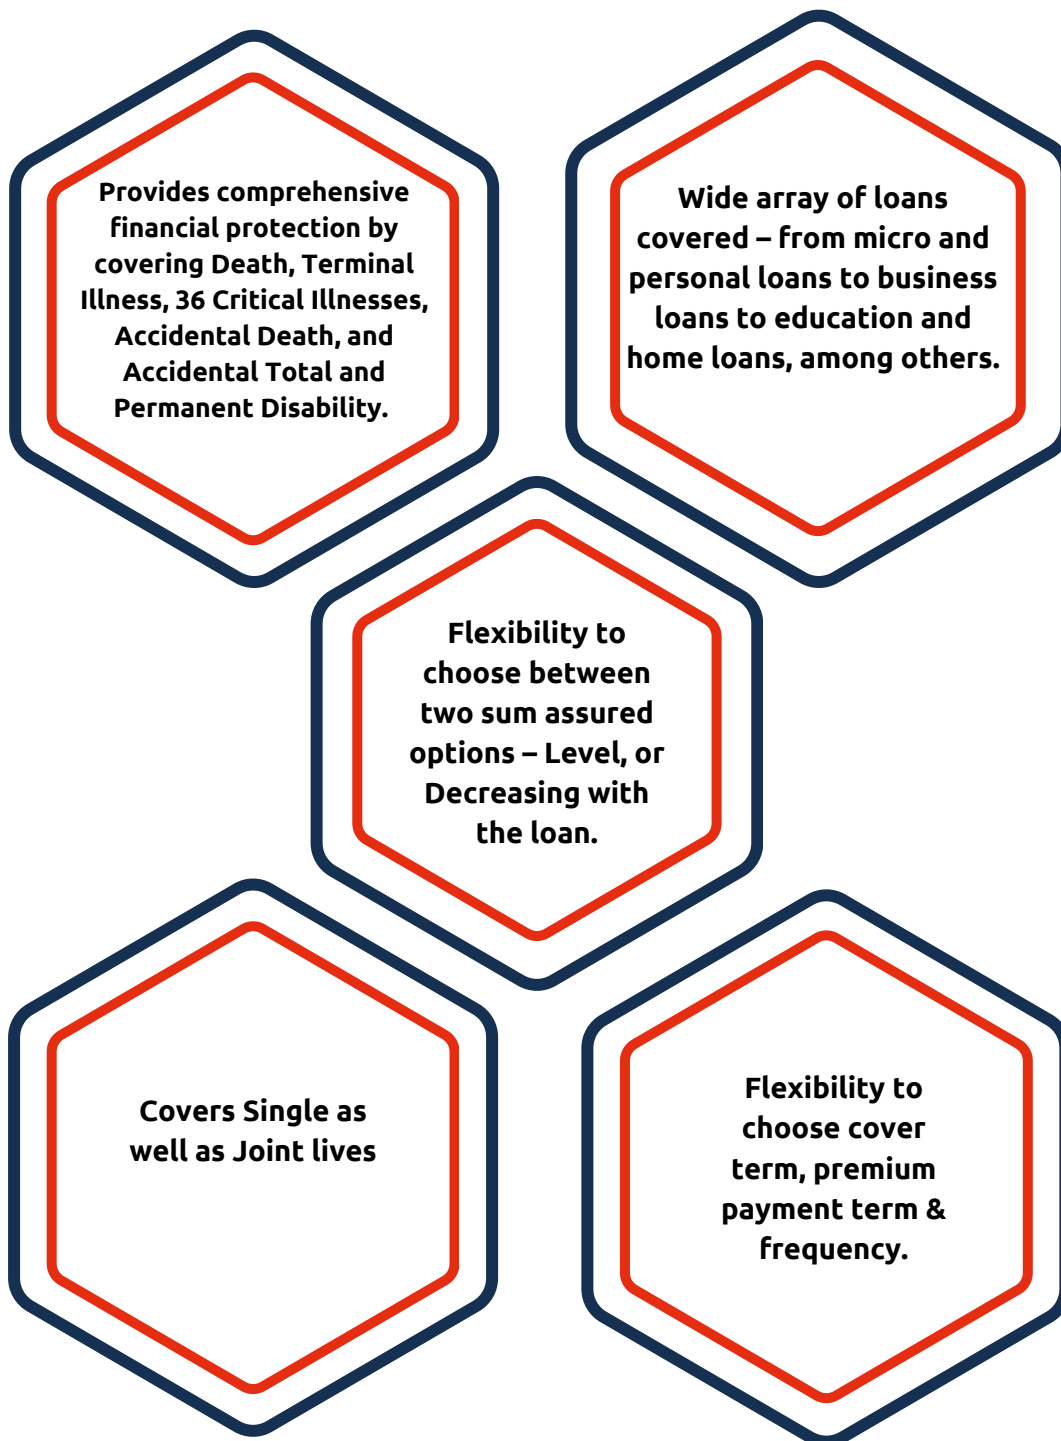 Provides comprehensive
financial protection by
covering Death, Terminal
Illness, 36 Critical Illnesses,
Accidental Death, and
Accidental Total and
Permanent Disability.
Wide array of loans
covered – from micro and
personal loans to business
loans to education and
home loans, among others.
Flexibility to
choose between
two sum assured
options – Level, or
Decreasing with
the loan.
Covers Single as
well as Joint lives
Flexibility to
choose cover
term, premium
payment term &
frequency.